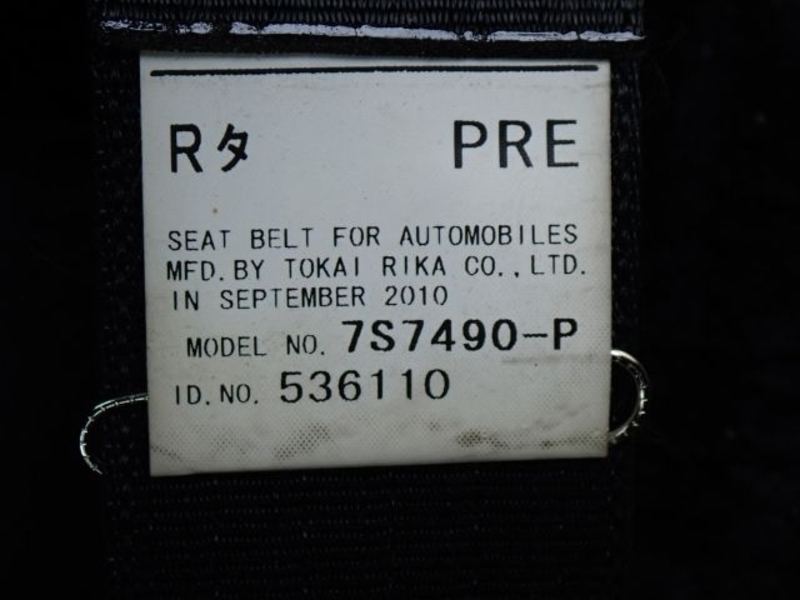 Rタ PRE
SEAT BELT FOR AUTOMOBILES
MFD. BY TOKAI RIKA CO., LTD.
IN SEPTEMBER 2010
MODEL NO. 7S7490-P
ID. NO. 536110